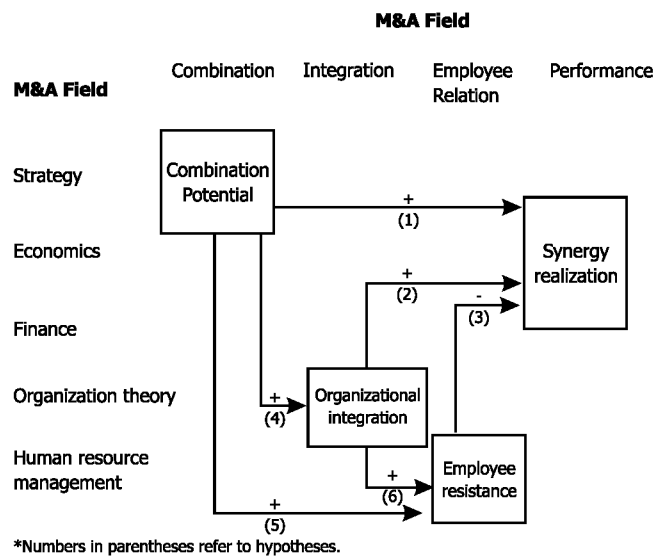 M&A Field
Combination Integration Employee Relation Performance
M&A Field
Strategy
Combination
Potential
+
(1)
Economics
Synergy
realization
+
(2)
-
(3)
Finance
Organization theory
+
(4)
Organizational
integration
Human resource
management
+
(6)
Employee
resistance
+
(5)
*Numbers in parentheses refer to hypotheses.